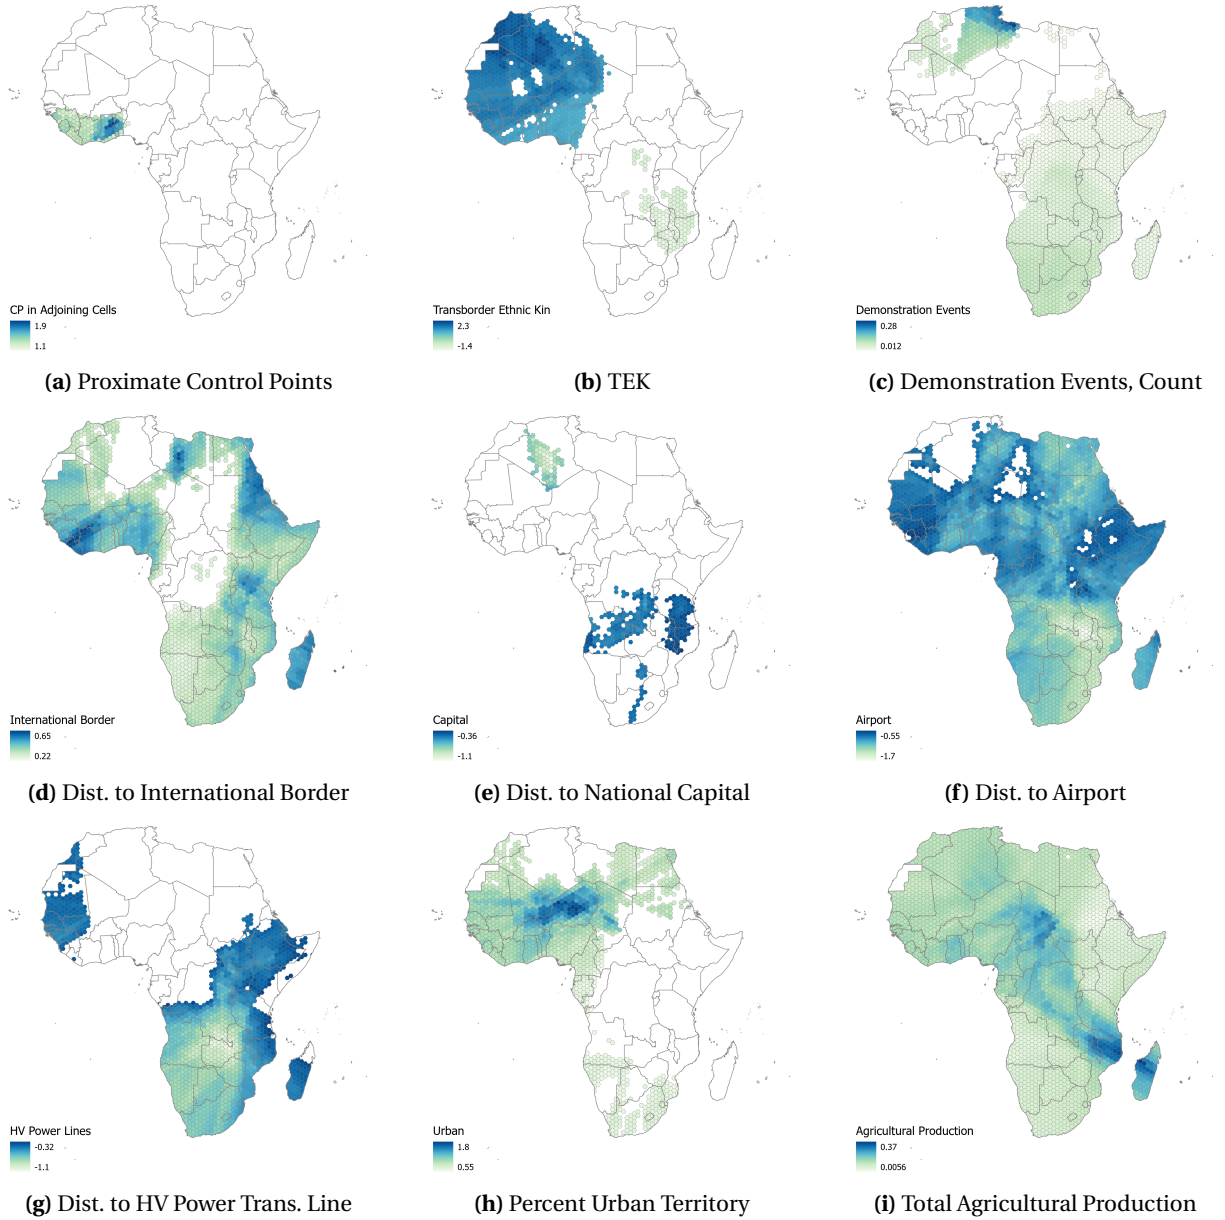 CP in Adjoining Cells
1.9
1.1
Transborder Ethnic Kin
2.3
-1.4
Demonstration Events
0.28
0.012
(a) Proximate Control Points
(b) TEK
(c) Demonstration Events, Count
International Border
0.65
0.22
Capital
-0.36
-1.1
Airport
-0.55
-1.7
(d) Dist. to International Border
(e) Dist. to National Capital
(f) Dist. to Airport
HV Power Lines
-0.32
-1.1
Urban
1.8
0.55
Agricultural Production
0.37
0.0056
(g) Dist. to HV Power Trans. Line
(h) Percent Urban Territory
(i) Total Agricultural Production